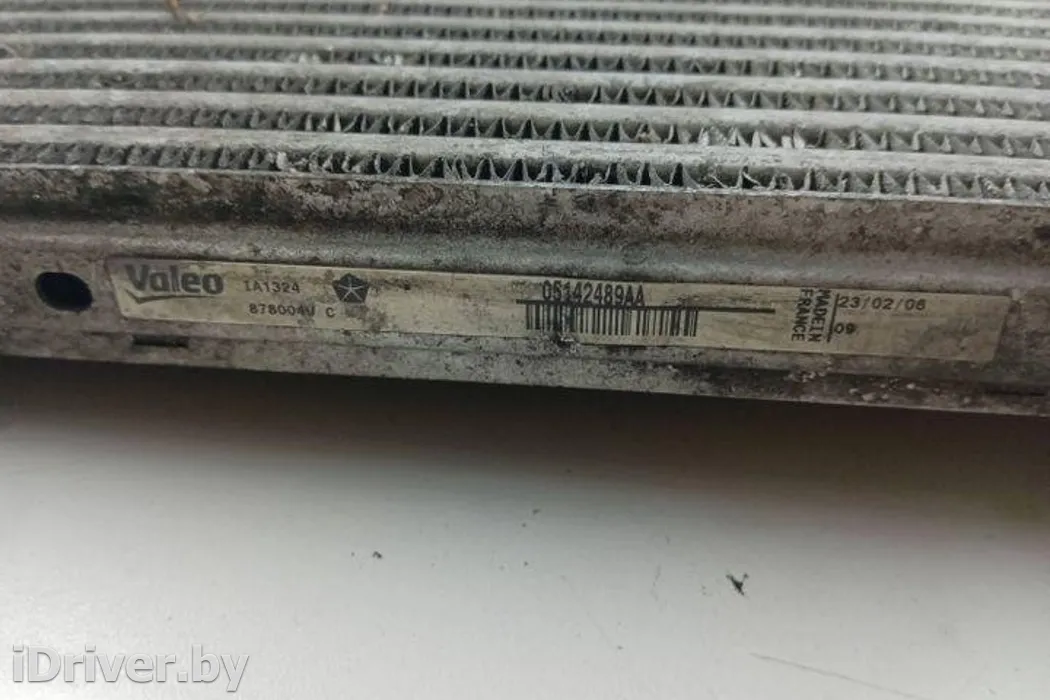 Valeo
IA1324
878004U C
05142489AA
MADE IN
FRANCE
23/02/06
09
iDriver.by